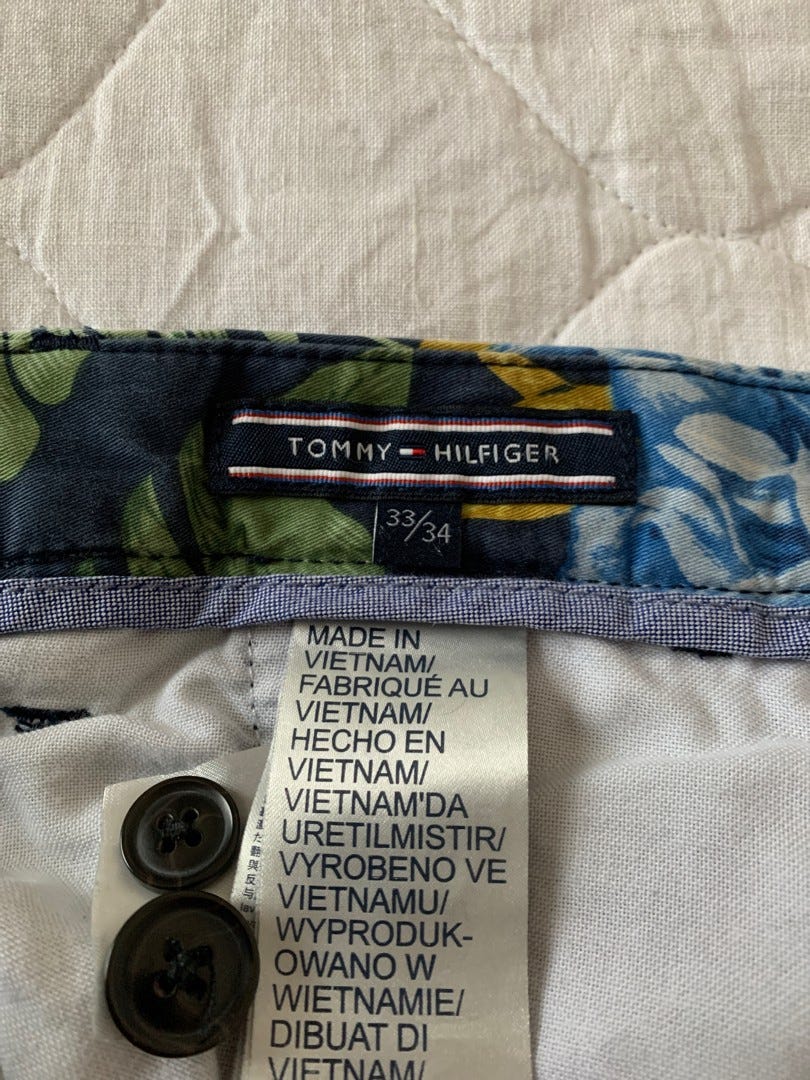 TOMMY HILFIGER
33/34
MADE IN
VIETNAM/
FABRIQUÉ AU
VIETNAM/
HECHO EN
VIETNAM/
VIETNAM'DA
URETILMISTIR/
VYROBENO VE
VIETNAMU/
WYPRODUK-
OWANO W
WIETNAMIE/
DIBUAT DI
VIETNAM/